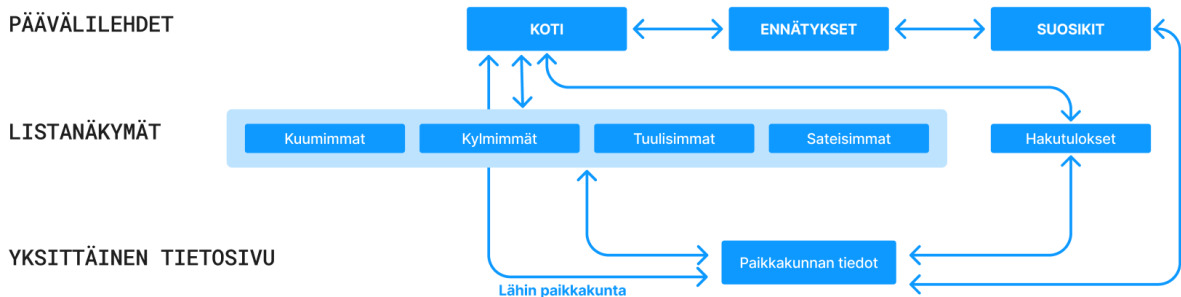 PÄÄVÄLILEHDET
KOTI
ENNÄTYKSET
SUOSIKIT
LISTANÄKYMÄT
Kuumimmat
Kylmimmät
Tuulisimmat
Sateisimmat
Hakutulokset
YKSITTÄINEN TIETOSIVU
Paikkakunnan tiedot
Lähin paikkakunta